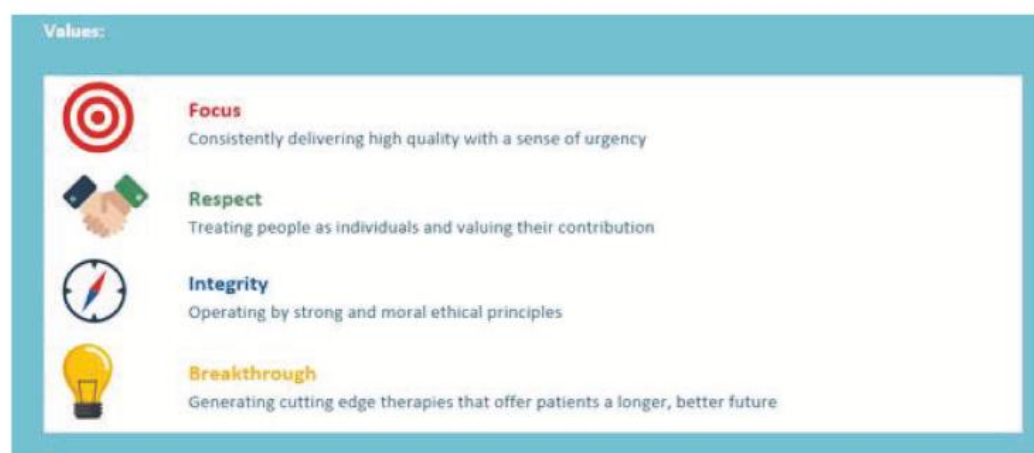 Values:
Focus
Consistently delivering high quality with a sense of urgency
Respect
Treating people as individuals and valuing their contribution
Integrity
Operating by strong and moral ethical principles
Breakthrough
Generating cutting edge therapies that offer patients a longer, better future